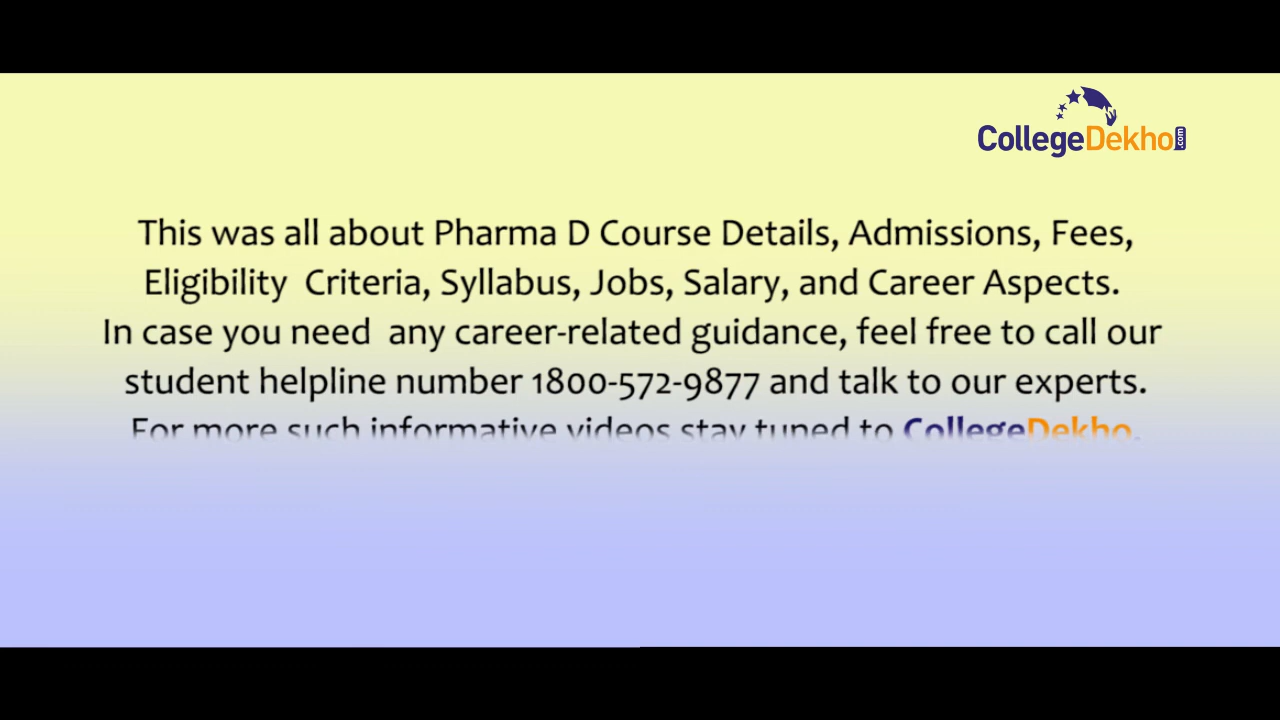 CollegeDekho.com
This was all about Pharma D Course Details, Admissions, Fees,
Eligibility Criteria, Syllabus, Jobs, Salary, and Career Aspects.
In case you need any career-related guidance, feel free to call our
student helpline number 1800-572-9877 and talk to our experts.
For more such informative videos stay tuned to CollegeDekho.